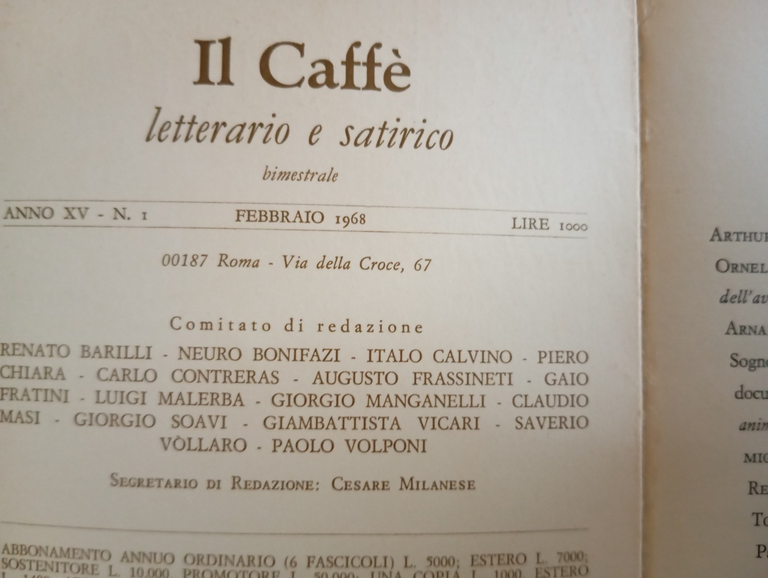 Il Caffè
letterario e satirico
bimestrale
ANNO XV - N. 1 FEBBRAIO 1968 LIRE 1000
00187 Roma - Via della Croce, 67
Comitato di redazione
RENATO BARILLI - NEURO BONIFAZI - ITALO CALVINO - PIERO
CHIARA - CARLO CONTRERAS - AUGUSTO FRASSINETI - GAIO
FRATINI - LUIGI MALERBA - GIORGIO MANGANELLI - CLAUDIO
MASI - GIORGIO SOAVI - GIAMBATTISTA VICARI - SAVERIO
VÒLLARO - PAOLO VOLPONI
SEGRETARIO DI REDAZIONE: CESARE MILANESE
ABBONAMENTO ANNUO ORDINARIO (6 FASCICOLI) L. 5000; ESTERO L. 7000;
SOSTENITORE L. 10.000, PROMOTORE L. 50.000; UNA COPIA L. 1000, ESTERO
ARTHUR
ORNEL
dell'av
ARNA
Sogno
docu
anim
MIC
RE
To
PA